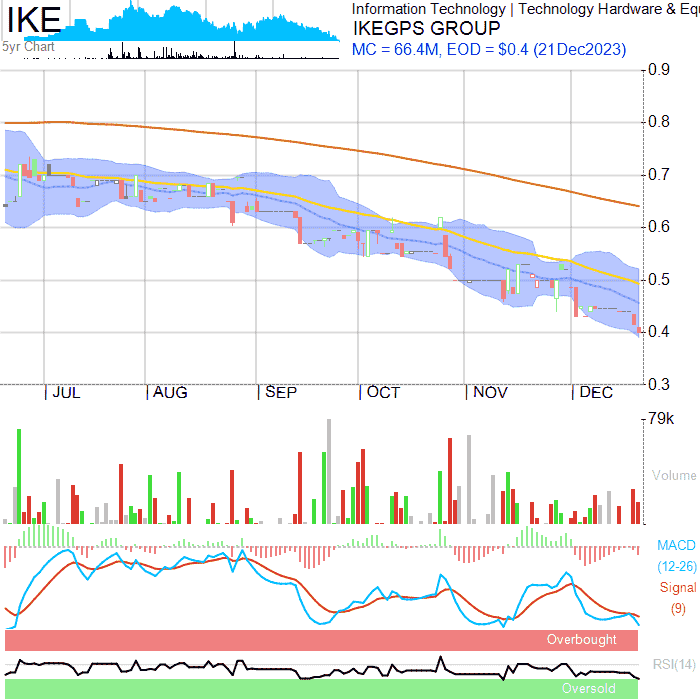 IKE
5yr Chart
Information Technology | Technology Hardware & Equ
IKEGPS GROUP
MC = 66.4M, EOD = $0.4 (21Dec2023)
0.9
0.8
0.7
0.6
0.5
0.4
0.3
| JUL | AUG | SEP | OCT | NOV | DEC
79k
Volume
MACD
(12-26)
Signal
(9)
Overbought
RSI(14)
Oversold